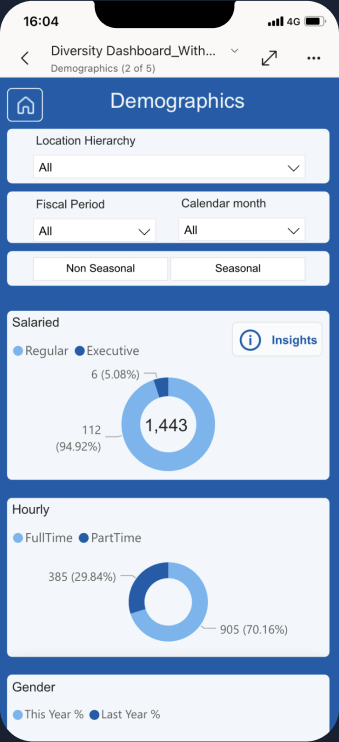 16:04
4G
Diversity Dashboard_With...
Demographics (2 of 5)
Demographics
Location Hierarchy
All
Fiscal Period
Calendar month
All
All
Non Seasonal
Seasonal
Salaried
Insights
Regular
Executive
6 (5.08%)
1,443
112
(94.92%)
Hourly
FullTime
PartTime
385 (29.84%)
905 (70.16%)
Gender
This Year %
Last Year %